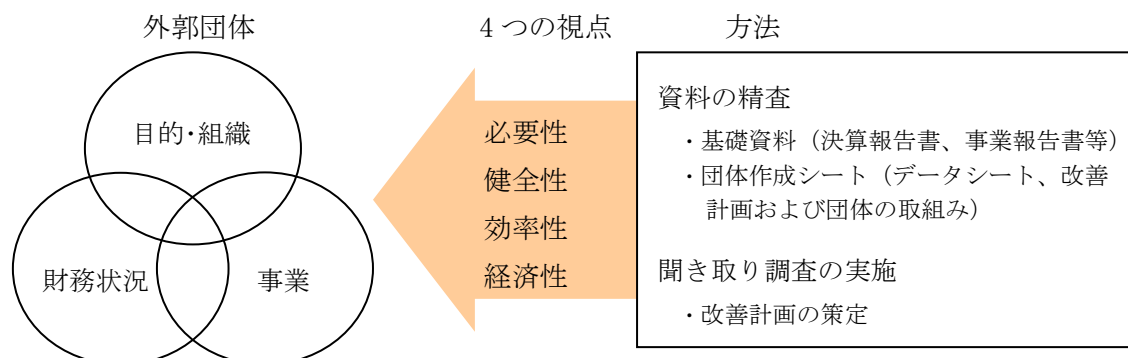 外郭団体
４つの視点
方法
目的・組織
財務状況
事業
必要性
健全性
効率性
経済性
資料の精査
・基礎資料（決算報告書、事業報告書等）
・団体作成シート（データシート、改善
計画および団体の取組み）
聞き取り調査の実施
・改善計画の策定